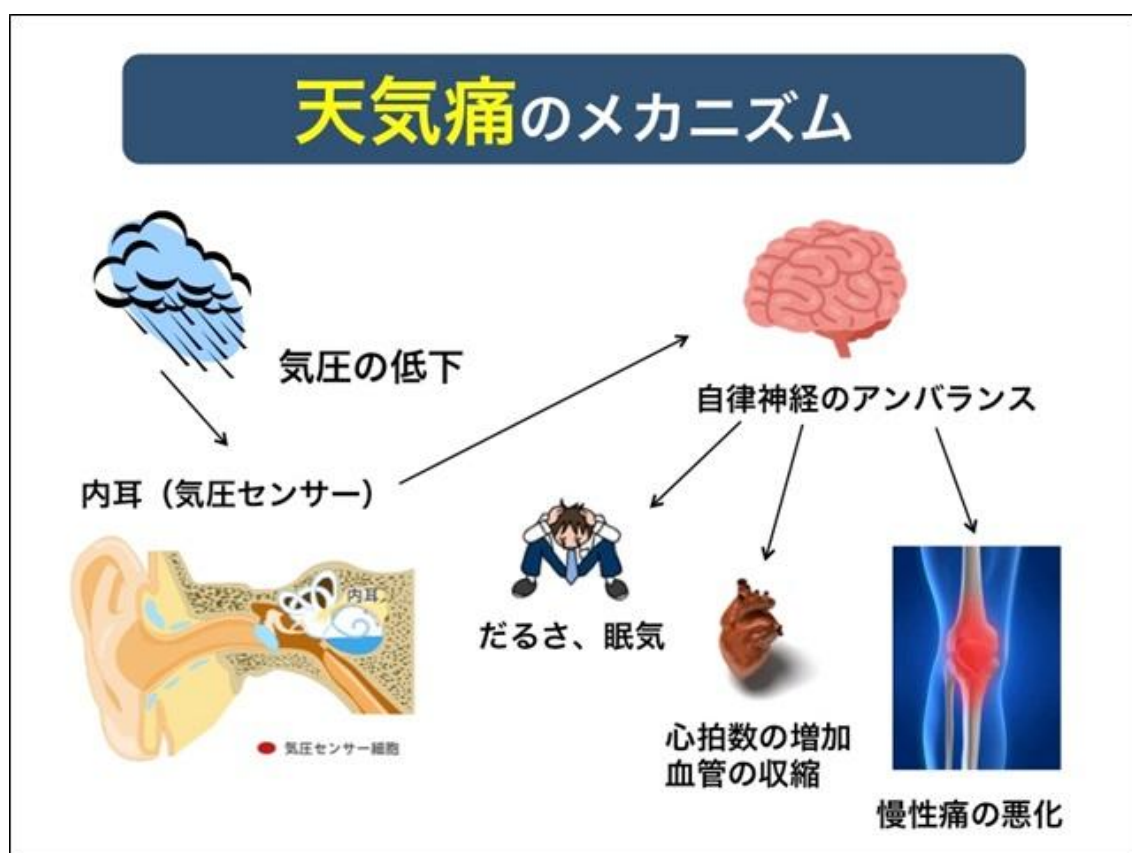 天気痛のメカニズム
気圧の低下
内耳（気圧センサー）
内耳
気圧センサー細胞
自律神経のアンバランス
だるさ、眠気
心拍数の増加
血管の収縮
慢性痛の悪化